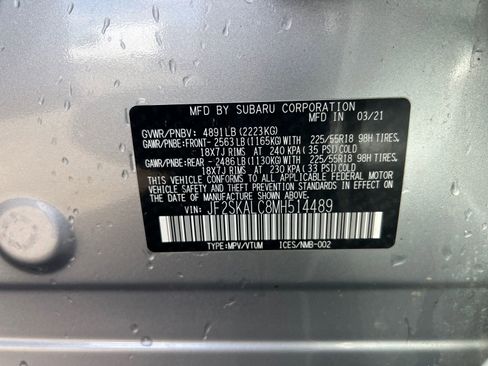 MFD BY SUBARU CORPORATION
MFD. IN JAPAN 03/21
GVWR/PNBV: 4891LB (2223KG)
GAWR/PNBE:FRONT- 2563LB(1165KG)WITH 225/55R18 98H TIRES,
18X7J RIMS AT 240 KPA( 35 PSI)COLD
GAWR/PNBE:REAR -2486LB(1130KG)WITH 225/55R18 98H TIRES,
18X7J RIMS AT 230 KPA( 33 PSI)COLD
THIS VEHICLE CONFORMS TO ALL APPLICABLE FEDERAL
MOTOR VEHICLE SAFETY STANDARDS IN EFFECT ON
THE DATE OF MANUFACTURE SHOWN ABOVE.
VIN: JF2SKALC8MH514489
TYPE:MPV/VTUM ICES/NMB-002